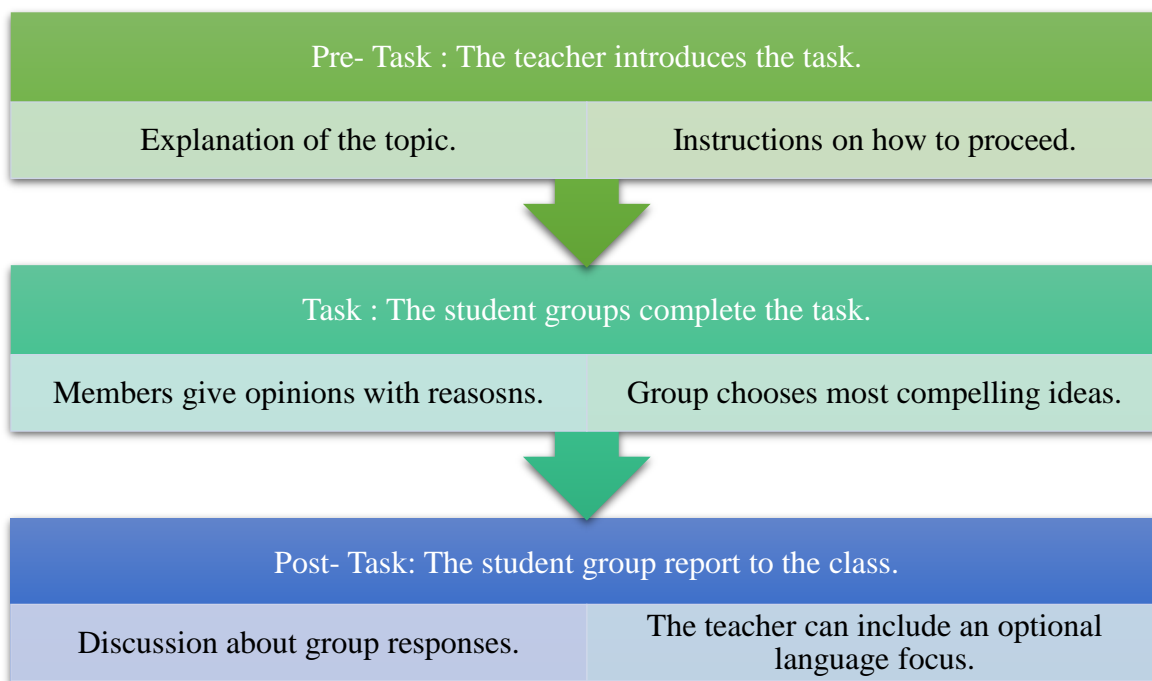 Pre- Task : The teacher introduces the task.
Explanation of the topic.
Instructions on how to proceed.
Task : The student groups complete the task.
Members give opinions with reasosns.
Group chooses most compelling ideas.
Post- Task: The student group report to the class.
Discussion about group responses.
The teacher can include an optional
language focus.